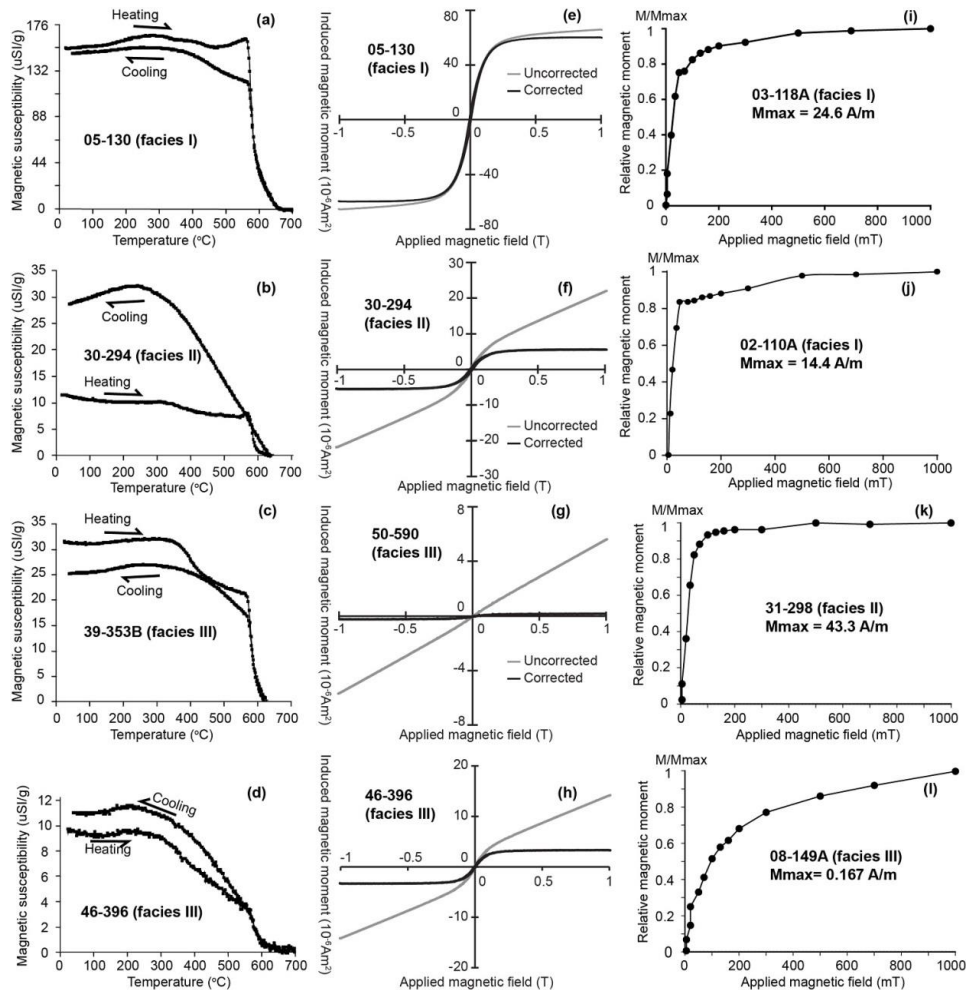 (a)
Magnetic susceptibility (uSI/g)
176
132
88
44
0
Heating
Cooling
05-130 (facies I)
0 100 200 300 400 500 600 700
Temperature (°C)
(e)
Induced magnetic moment (10-6Am2)
80
40
0
-40
-80
05-130
(facies I)
Uncorrected
Corrected
-1 -0.5 0 0.5 1
Applied magnetic field (T)
(i)
M/Mmax
Relative magnetic moment
1
0.8
0.6
0.4
0.2
0
03-118A (facies I)
Mmax = 24.6 A/m
0 200 400 600 800 1000
Applied magnetic field (mT)
(b)
Magnetic susceptibility (uSI/g)
35
30
25
20
15
10
5
0
Cooling
30-294 (facies II)
Heating
0 100 200 300 400 500 600 700
Temperature (°C)
(f)
Induced magnetic moment (10-6Am2)
30
20
10
0
-10
-20
-30
30-294
(facies II)
-1 -0.5 0 0.5 1
Uncorrected
Corrected
Applied magnetic field (T)
(j)
M/Mmax
Relative magnetic moment
1
0.8
0.6
0.4
0.2
0
02-110A (facies I)
Mmax = 14.4 A/m
0 200 400 600 800 1000
Applied magnetic field (mT)
(c)
Magnetic susceptibility (uSI/g)
35
30
25
20
15
10
5
0
Heating
Cooling
39-353B (facies III)
0 100 200 300 400 500 600 700
Temperature (°C)
(g)
Induced magnetic moment (10-6Am2)
8
4
0
-4
-8
50-590
(facies III)
-1 -0.5 0 0.5 1
Uncorrected
Corrected
Applied magnetic field (T)
(k)
M/Mmax
Relative magnetic moment
1
0.8
0.6
0.4
0.2
0
31-298 (facies II)
Mmax = 43.3 A/m
0 200 400 600 800 1000
Applied magnetic field (mT)
(d)
Magnetic susceptibility (uSI/g)
12
10
8
6
4
2
0
Cooling
Heating
46-396 (facies III)
0 100 200 300 400 500 600 700
Temperature (°C)
(h)
Induced magnetic moment (10-6Am2)
20
10
0
-10
-20
46-396
(facies III)
-1 -0.5 0 0.5 1
Uncorrected
Corrected
Applied magnetic field (T)
(l)
M/Mmax
Relative magnetic moment
1
0.8
0.6
0.4
0.2
0
08-149A (facies III)
Mmax= 0.167 A/m
0 200 400 600 800 1000
Applied magnetic field (mT)